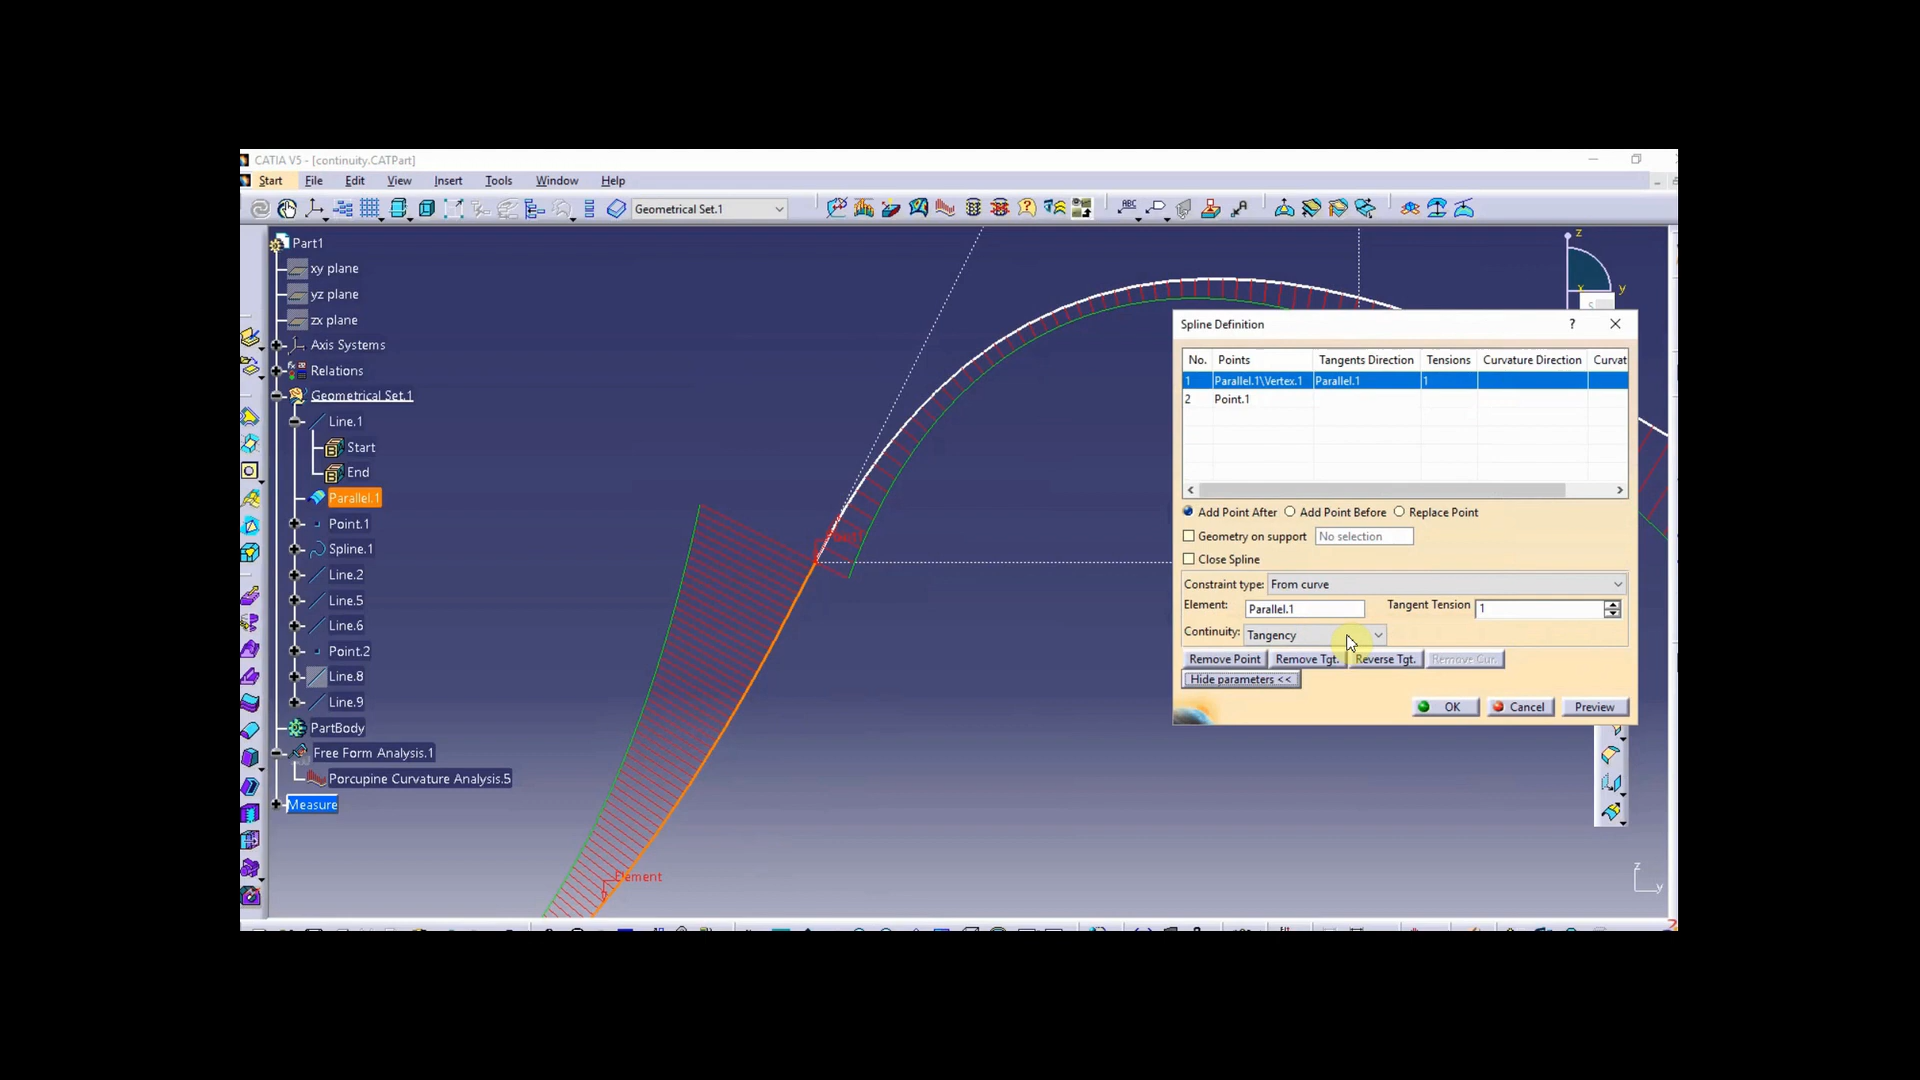 CATIA V5 - [continuity.CATPart]
Start File Edit View Insert Tools Window Help
Geometrical Set.1
ABC
Part1
xy plane
yz plane
zx plane
Axis Systems
Relations
Geometrical Set.1
Line.1
Start
End
Parallel.1
Point.1
Spline.1
Line.2
Line.5
Line.6
Point.2
Line.8
Line.9
PartBody
Free Form Analysis.1
Porcupine Curvature Analysis.5
Measure
Element
z
x y
Spline Definition ?
No. Points Tangents Direction Tensions Curvature Direction Curvat
1 Parallel.1\Vertex.1 Parallel.1 1
2 Point.1
Add Point After Add Point Before Replace Point
Geometry on support No selection
Close Spline
Constraint type: From curve
Element: Parallel.1 Tangent Tension 1
Continuity: Tangency
Remove Point Remove Tgt. Reverse Tgt. Remove Cur.
Hide parameters <<
OK Cancel Preview
z
y